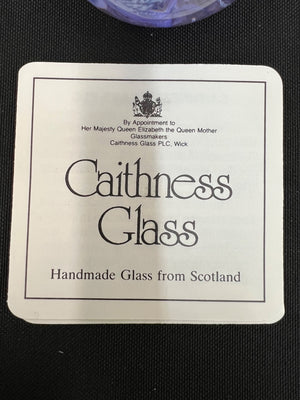 By Appointment to
Her Majesty Queen Elizabeth the Queen Mother
Glassmakers
Caithness Glass PLC, Wick
Caithness
Glass
Handmade Glass from Scotland